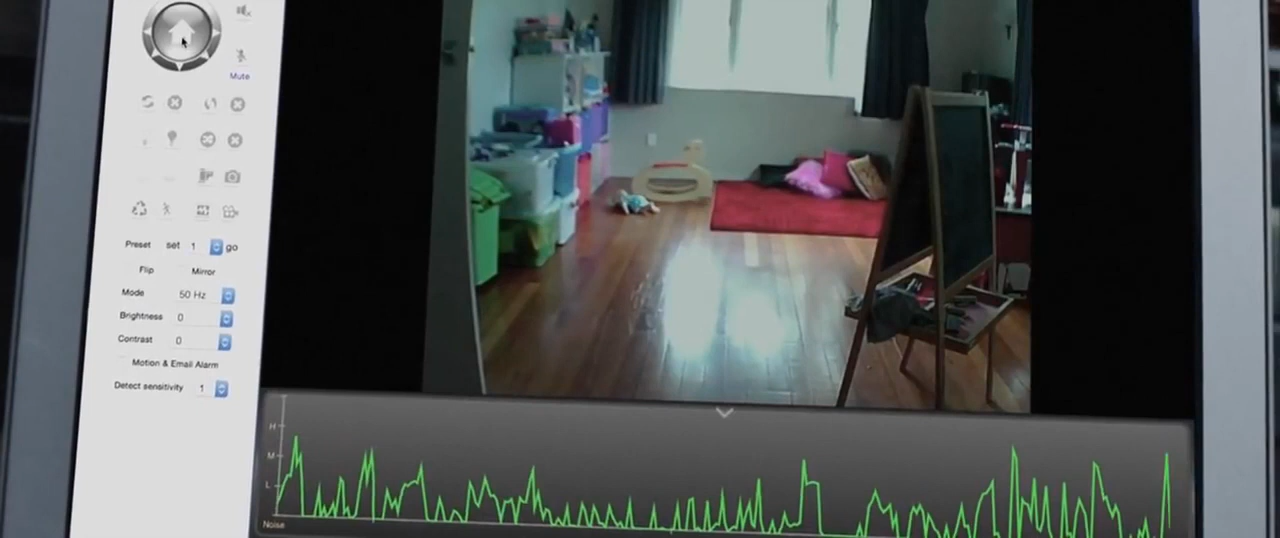 Mute
Preset set 1 go
Flip Mirror
Mode 50 Hz
Brightness 0
Contrast 0
Motion & Email Alarm
Detect sensitivity 1
H
M
L
Noise